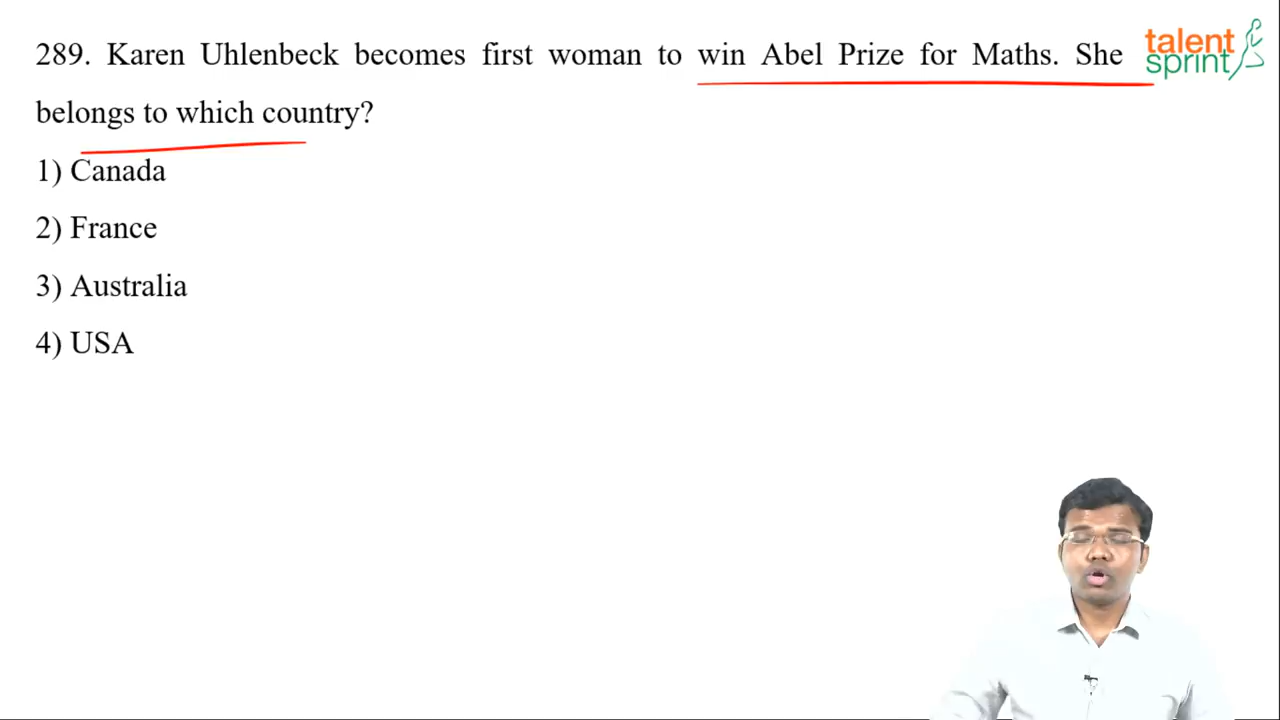 289. Karen Uhlenbeck becomes first woman to win Abel Prize for Maths. She
belongs to which country?
1) Canada
2) France
3) Australia
4) USA
talent
sprint